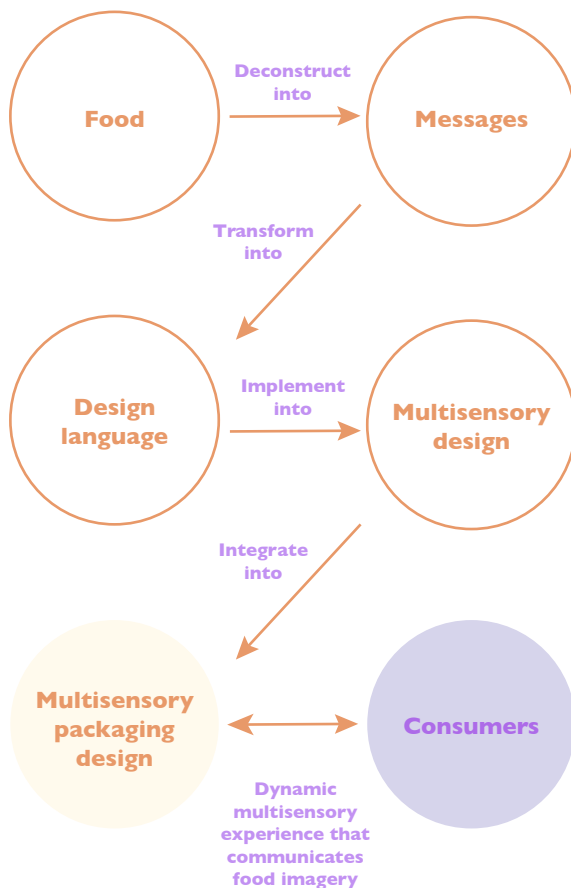 Deconstruct
into
Food
Messages
Transform
into
Design
language
Implement
into
Multisensory
design
Integrate
into
Multisensory
packaging
design
Consumers
Dynamic
multisensory
experience that
communicates
food imagery